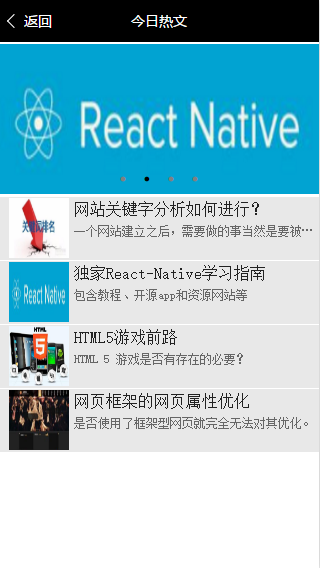 返回
今日热文
React Native
网站关键字分析如何进行？
一个网站建立之后，需要做的事当然是要被…
React Native
独家React-Native学习指南
包含教程、开源app和资源网站等
HTML
5
HTML5游戏前路
HTML 5 游戏是否有存在的必要？
网页框架的网页属性优化
是否使用了框架型网页就完全无法对其优化。